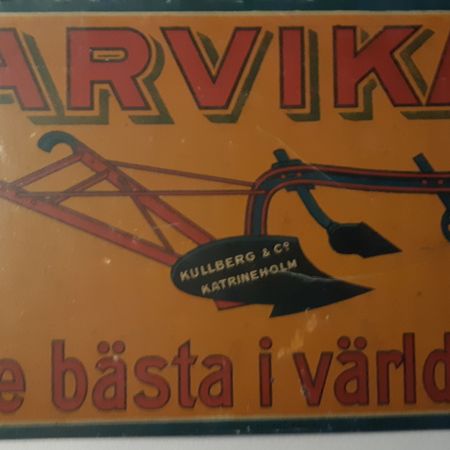 ARVIKA
KULLBERG & Co
KATRINEHOLM
e bästa i värld